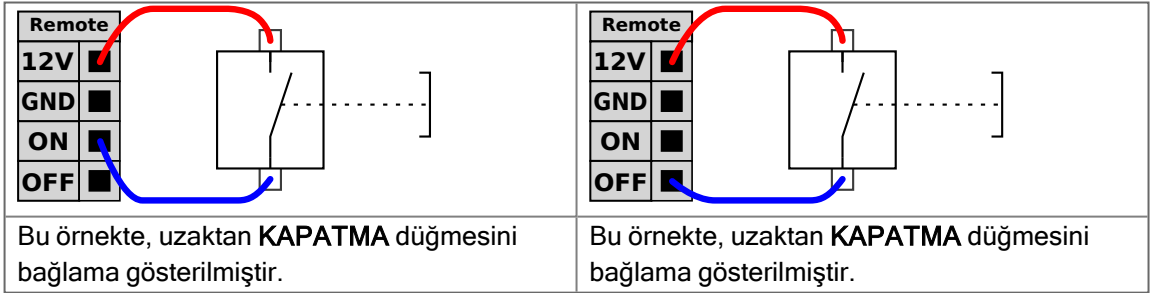 Remote
12V
GND
ON
OFF
Bu örnekte, uzaktan KAPATMA düğmesini
bağlama gösterilmiştir.
Remote
12V
GND
ON
OFF
Bu örnekte, uzaktan KAPATMA düğmesini
bağlama gösterilmiştir.